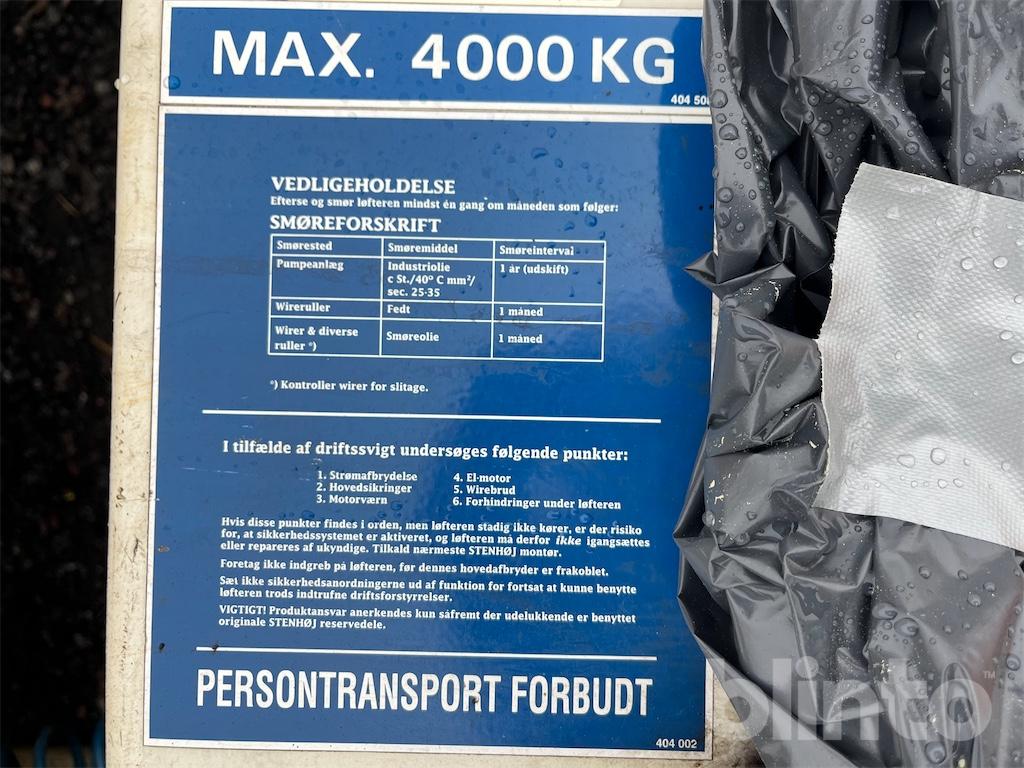 MAX. 4000 KG
404
VEDLIGEHOLDELSE
Efterse og smør løfteren mindst én gang om måneden som følger:
SMØREFORSKRIFT
Smørested Smøremiddel Smøreinterval
Pumpeanlæg Industriolie 1 år (udskift)
c St./40º C mm²/
sec. 25-35
Wireruller Fedt 1 måned
Wirer & diverse Smøreolie 1 måned
ruller *)
*) Kontroller wirer for slitage.
I tilfælde af driftssvigt undersøges følgende punkter:
1. Strømafbrydelse 4. El-motor
2. Hovedsikringer 5. Wirebrud
3. Motorværn 6. Forhindringer under løfteren
Hvis disse punkter findes i orden, men løfteren stadig ikke kører, er der risiko
for, at sikkerhedssystemet er aktiveret, og løfteren må derfor ikke igangsættes
eller repareres af ukyndige. Tilkald nærmeste STENHØJ montør.
Foretag ikke indgreb på løfteren, før dennes hovedafbryder er frakoblet.
Sæt ikke sikkerhedsanordningerne ud af funktion for fortsat at kunne benytte
løfteren trods indtrufne driftsforstyrrelser.
VIGTIGT! Produktansvar anerkendes kun såfremt der udelukkende er benyttet
originale STENHØJ reservedele.
PERSONTRANSPORT FORBUDT
404 002
blinto™